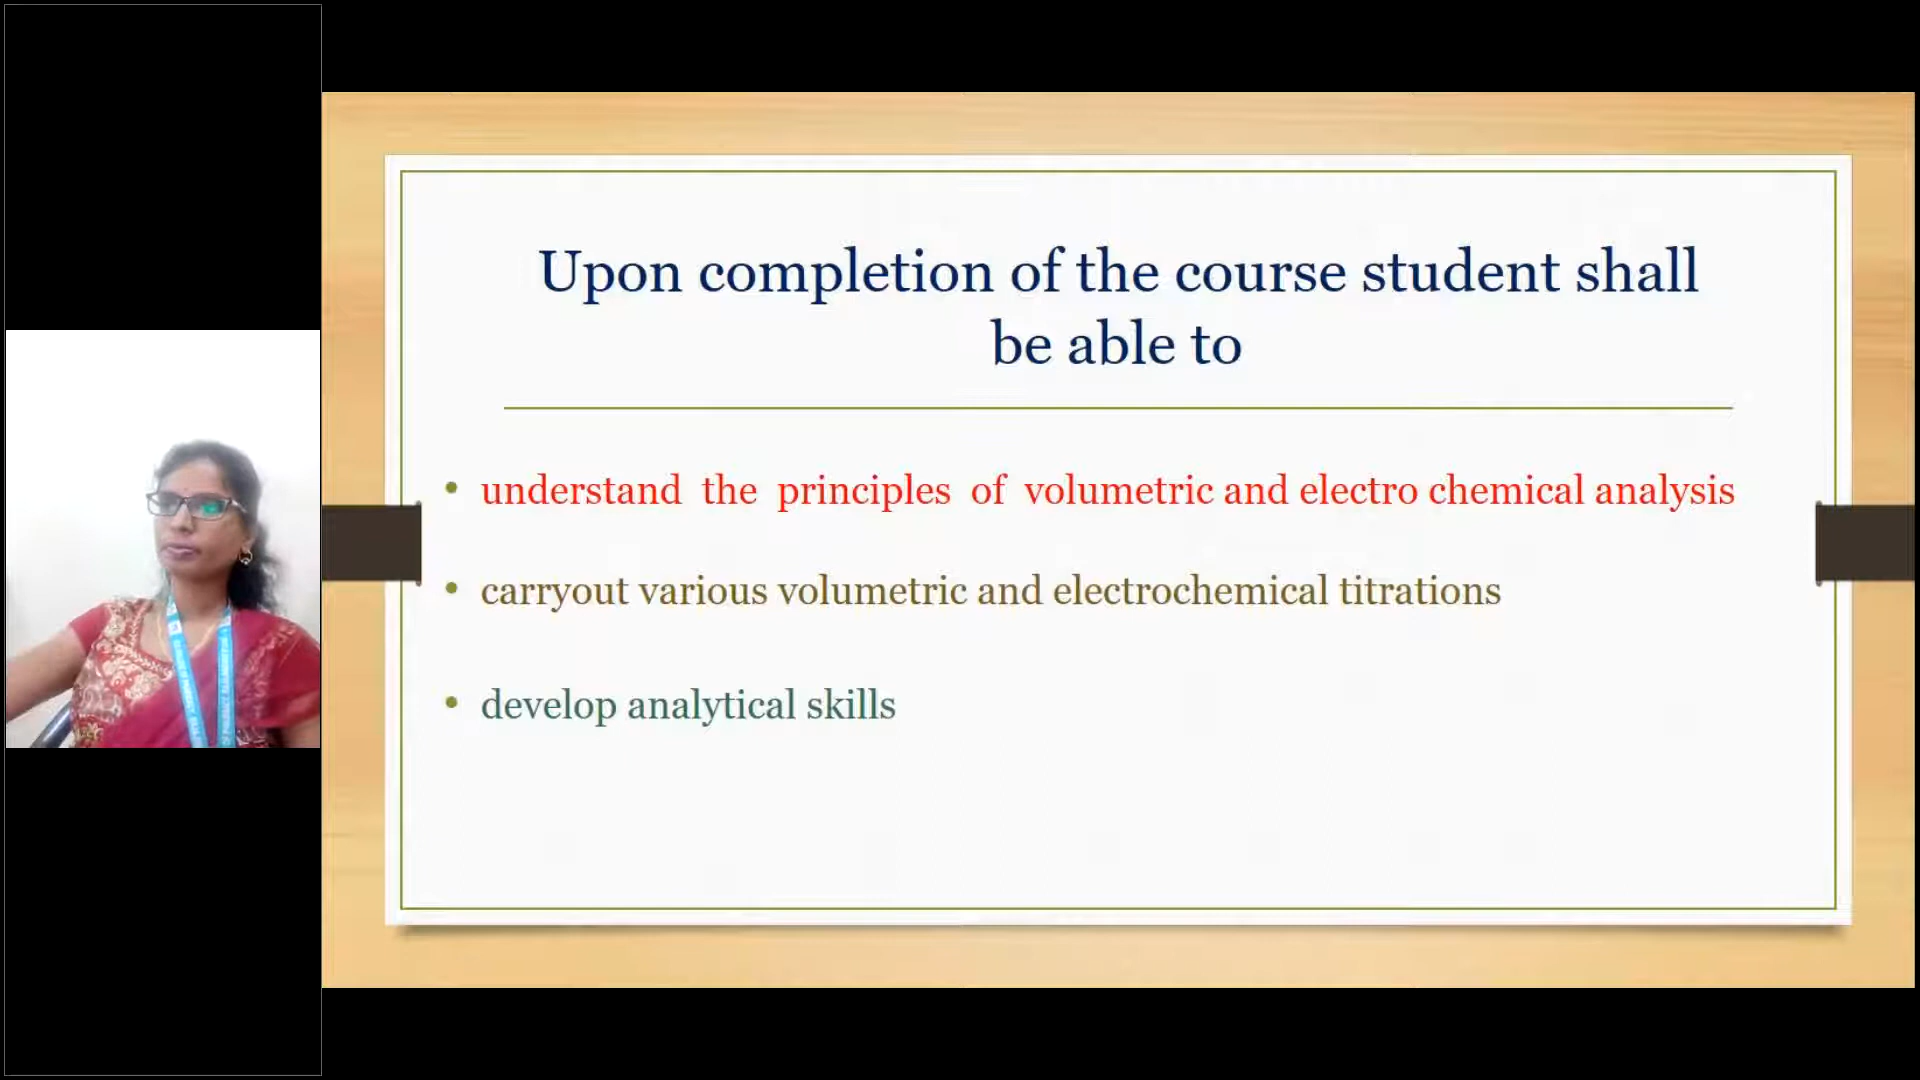 Upon completion of the course student shall
be able to
• understand the principles of volumetric and electro chemical analysis
• carryout various volumetric and electrochemical titrations
• develop analytical skills